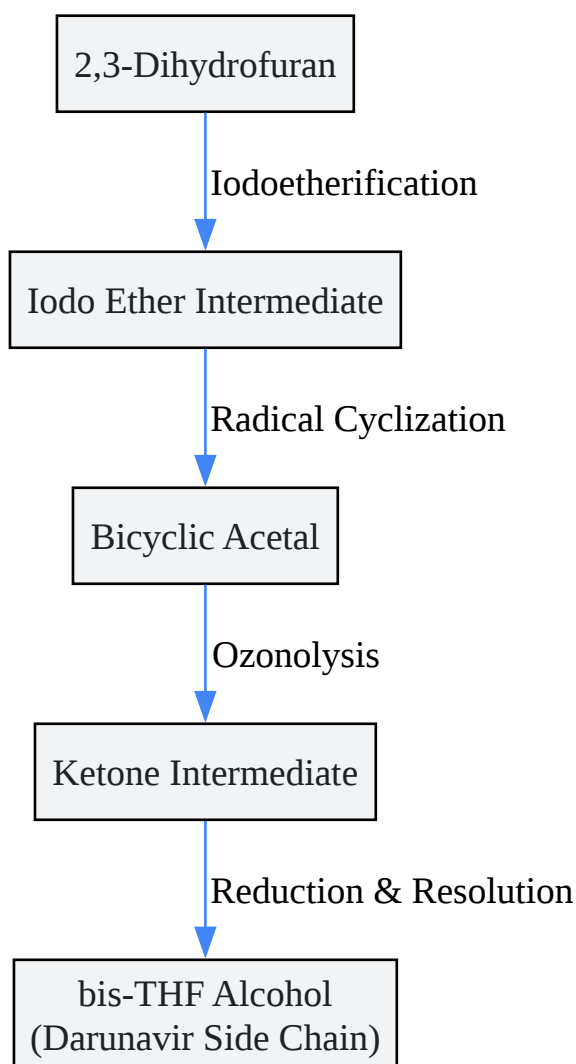 2,3-Dihydrofuran
Iodoetherification
Iodo Ether Intermediate
Radical Cyclization
Bicyclic Acetal
Ozonolysis
Ketone Intermediate
Reduction & Resolution
bis-THF Alcohol
(Darunavir Side Chain)